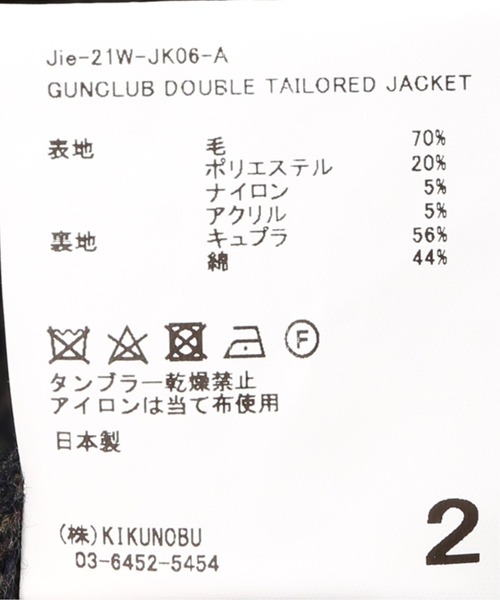 Jie-21W-JK06-A
GUNCLUB DOUBLE TAILORED JACKET
表地 毛 70%
ポリエステル 20%
ナイロン 5%
アクリル 5%
裏地 キュプラ 56%
綿 44%
F
タンブラー乾燥禁止
アイロンは当て布使用
日本製
(株)KIKUNOBU
03-6452-5454
2